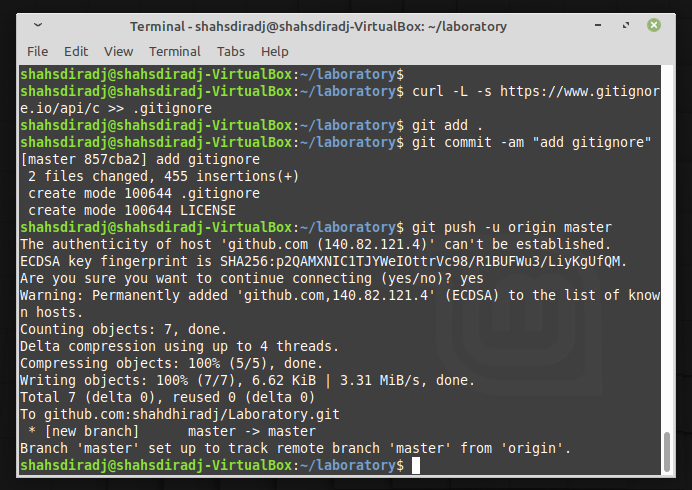 Terminal - shahsdiradj@shahsdiradj-VirtualBox: ~/laboratory
File Edit View Terminal Tabs Help
shahsdiradj@shahsdiradj-VirtualBox:~/laboratory$
shahsdiradj@shahsdiradj-VirtualBox:~/laboratory$ curl -L -s https://www.gitignor
e.io/api/c >> .gitignore
shahsdiradj@shahsdiradj-VirtualBox:~/laboratory$ git add .
shahsdiradj@shahsdiradj-VirtualBox:~/laboratory$ git commit -am "add gitignore"
[master 857cba2] add gitignore
 2 files changed, 455 insertions(+)
 create mode 100644 .gitignore
 create mode 100644 LICENSE
shahsdiradj@shahsdiradj-VirtualBox:~/laboratory$ git push -u origin master
The authenticity of host 'github.com (140.82.121.4)' can't be established.
ECDSA key fingerprint is SHA256:p2QAMXNIC1TJYWeIOttrVc98/R1BUFWu3/LiyKgUfQM.
Are you sure you want to continue connecting (yes/no)? yes
Warning: Permanently added 'github.com,140.82.121.4' (ECDSA) to the list of know
n hosts.
Counting objects: 7, done.
Delta compression using up to 4 threads.
Compressing objects: 100% (5/5), done.
Writing objects: 100% (7/7), 6.62 KiB | 3.31 MiB/s, done.
Total 7 (delta 0), reused 0 (delta 0)
To github.com:shahdhiradj/Laboratory.git
 * [new branch]      master -> master
Branch 'master' set up to track remote branch 'master' from 'origin'.
shahsdiradj@shahsdiradj-VirtualBox:~/laboratory$